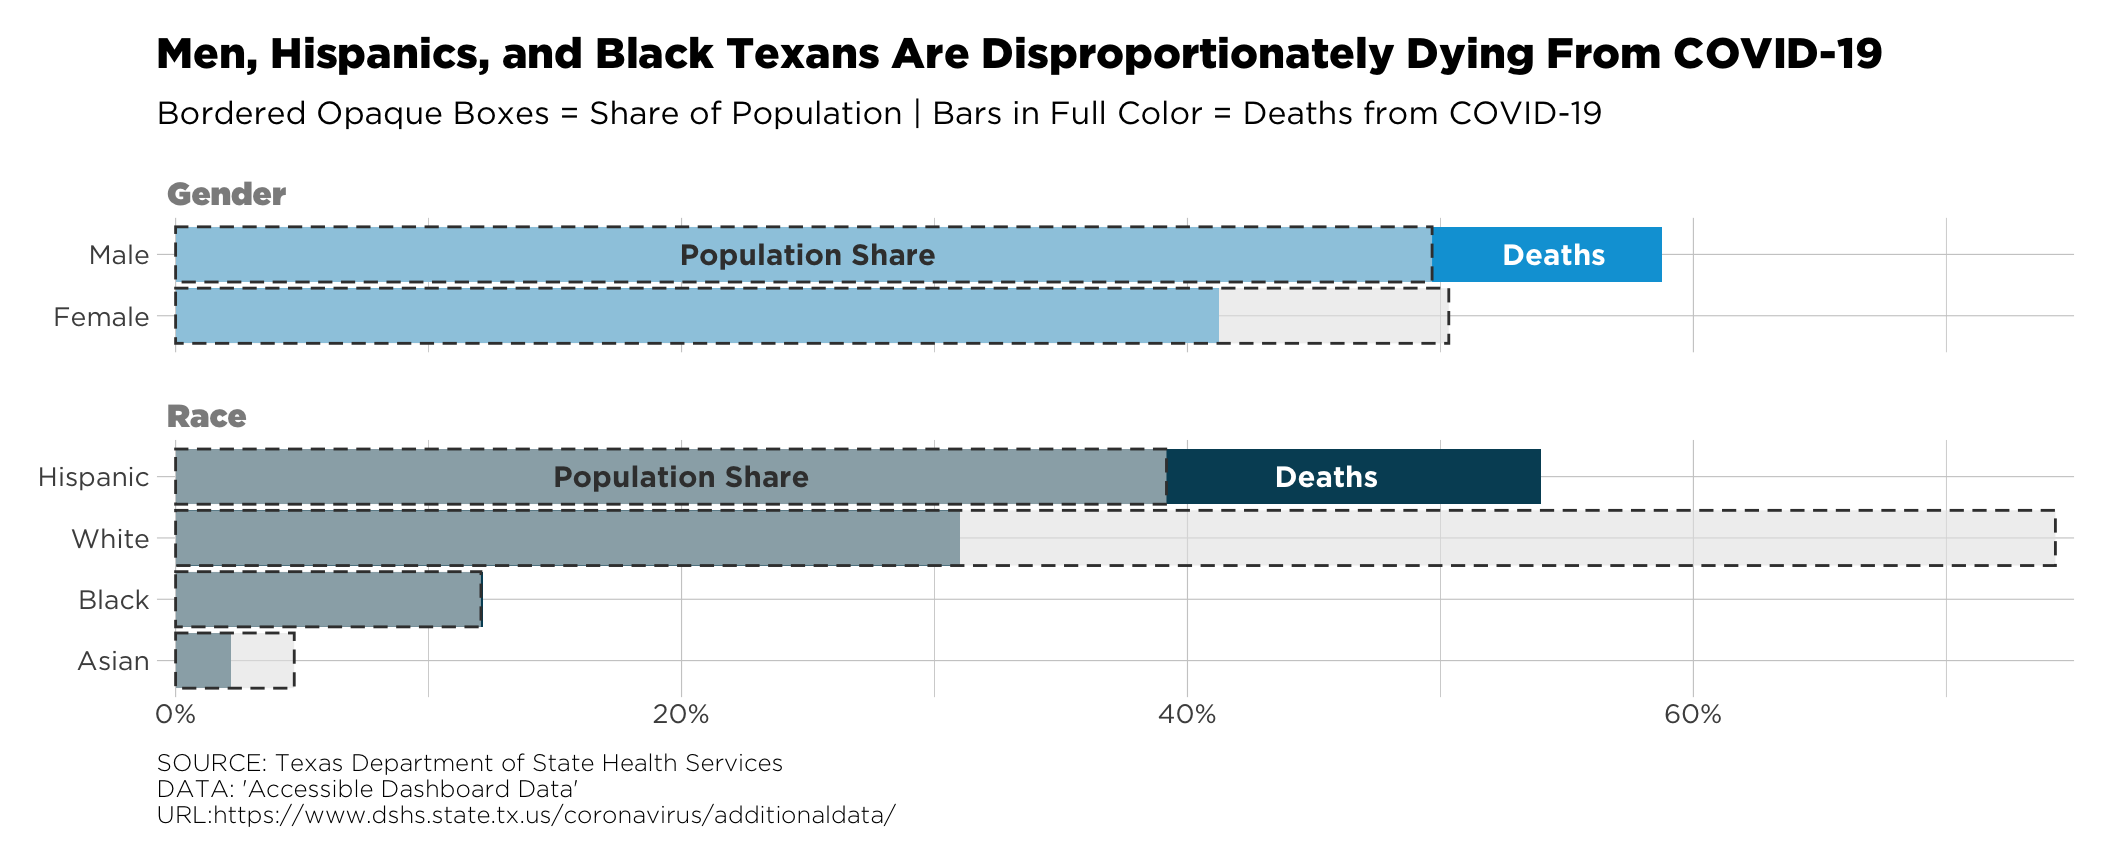 Men, Hispanics, and Black Texans Are Disproportionately Dying From COVID-19
Bordered Opaque Boxes = Share of Population | Bars in Full Color = Deaths from COVID-19
Gender
Male
Population Share
Deaths
Female
Race
Hispanic
Population Share
Deaths
White
Black
Asian
0%
20%
40%
60%
SOURCE: Texas Department of State Health Services
DATA: 'Accessible Dashboard Data'
URL:https://www.dshs.state.tx.us/coronavirus/additionaldata/